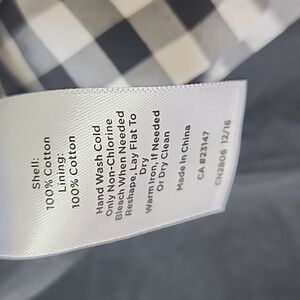 Shell:
100% Cotton
Lining:
100% Cotton
Hand Wash Cold
Only Non-Chlorine
Bleach When Needed
Reshape, Lay Flat To
Dry
Warm Iron, If Needed
Or Dry Clean
Made In China
CA #23147
CN2808 12/16